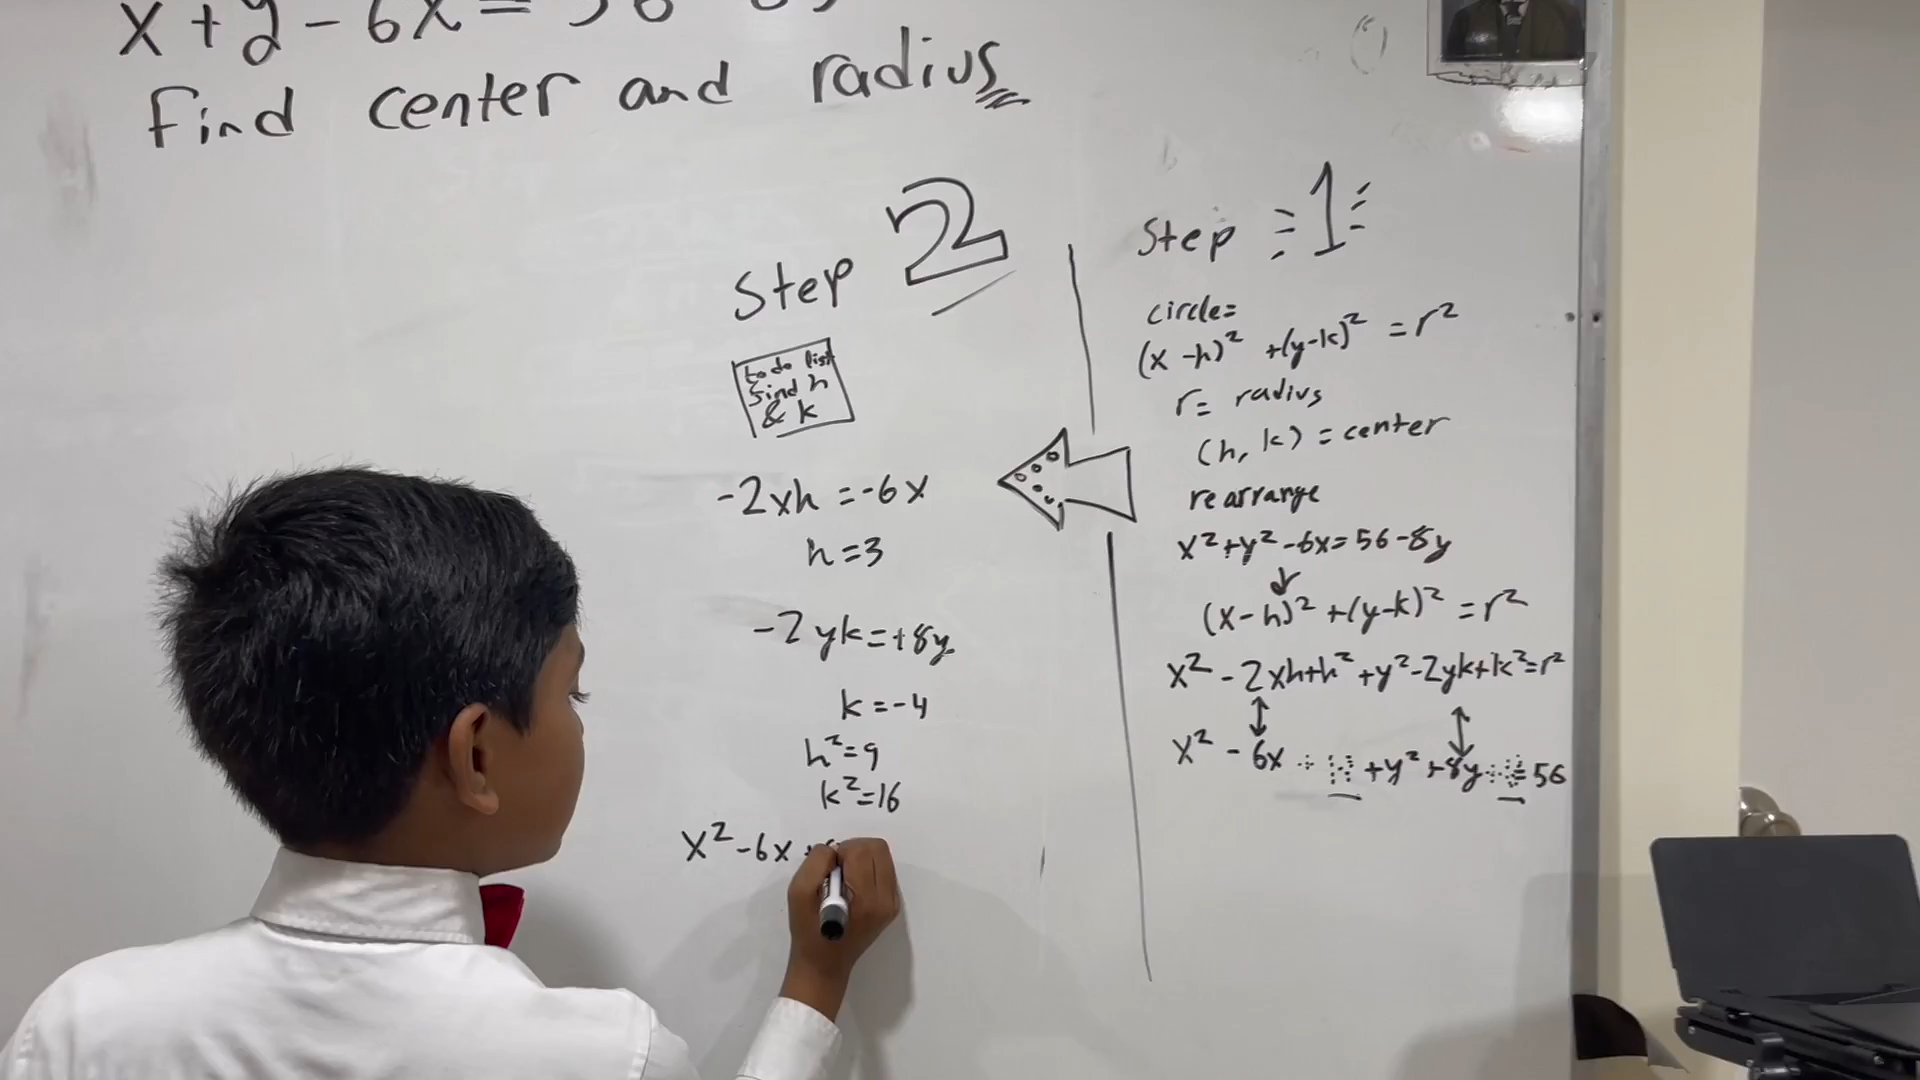 x + y - 6x =
Find center and radius
Step 2
to do list
find h
& k
-2xh = -6x
h = 3
-2yk = +8y
k = -4
h² = 9
k² = 16
x² - 6x +
Step 1
circle=
(x - h)² + (y - k)² = r²
r = radius
(h, k) = center
rearrange
x² + y² - 6x = 56 - 8y
(x - h)² + (y - k)² = r²
x² - 2xh + h² + y² - 2yk + k² = r²
x² - 6x + + y² + 8y = 56